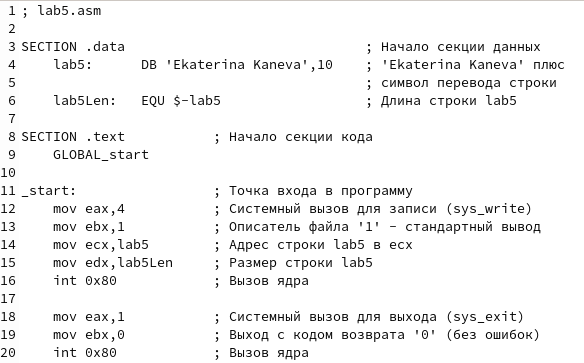 1 ; lab5.asm
2
3 SECTION .data ; Начало секции данных
4 lab5: DB 'Ekaterina Kaneva',10 ; 'Ekaterina Kaneva' плюс
5 ; символ перевода строки
6 lab5Len: EQU $-lab5 ; Длина строки lab5
7
8 SECTION .text ; Начало секции кода
9 GLOBAL_start
10
11 _start: ; Точка входа в программу
12 mov eax,4 ; Системный вызов для записи (sys_write)
13 mov ebx,1 ; Описатель файла '1' - стандартный вывод
14 mov ecx,lab5 ; Адрес строки lab5 в ecx
15 mov edx,lab5Len ; Размер строки lab5
16 int 0x80 ; Вызов ядра
17
18 mov eax,1 ; Системный вызов для выхода (sys_exit)
19 mov ebx,0 ; Выход с кодом возврата '0' (без ошибок)
20 int 0x80 ; Вызов ядра